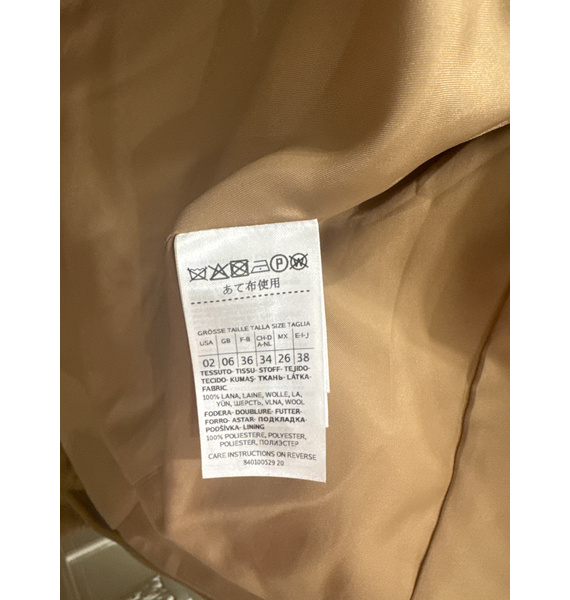 P W
あて布使用
GRÖSSE TAILLE TALLA SIZE TAGLIA
USA GB F-B CH-D A-NL MX E-I-J
02 06 36 34 26 38
TESSUTO- TISSU- STOFF- TEJIDO-
TECIDO- KUMAŞ- ТКАНЬ- LÁTKA-
FABRIC
100% LANA, LAINE, WOLLE, LA,
YÜN, ШЕРСТЬ, VLNA, WOOL
FODERA- DOUBLURE- FUTTER-
FORRO- ASTAR- ПОДКЛАДКА-
PODŠÍVKA- LINING
100% POLIESTERE, POLYESTER,
POLIESTER, ПОЛИЭСТЕР
CARE INSTRUCTIONS ON REVERSE
940100529 20